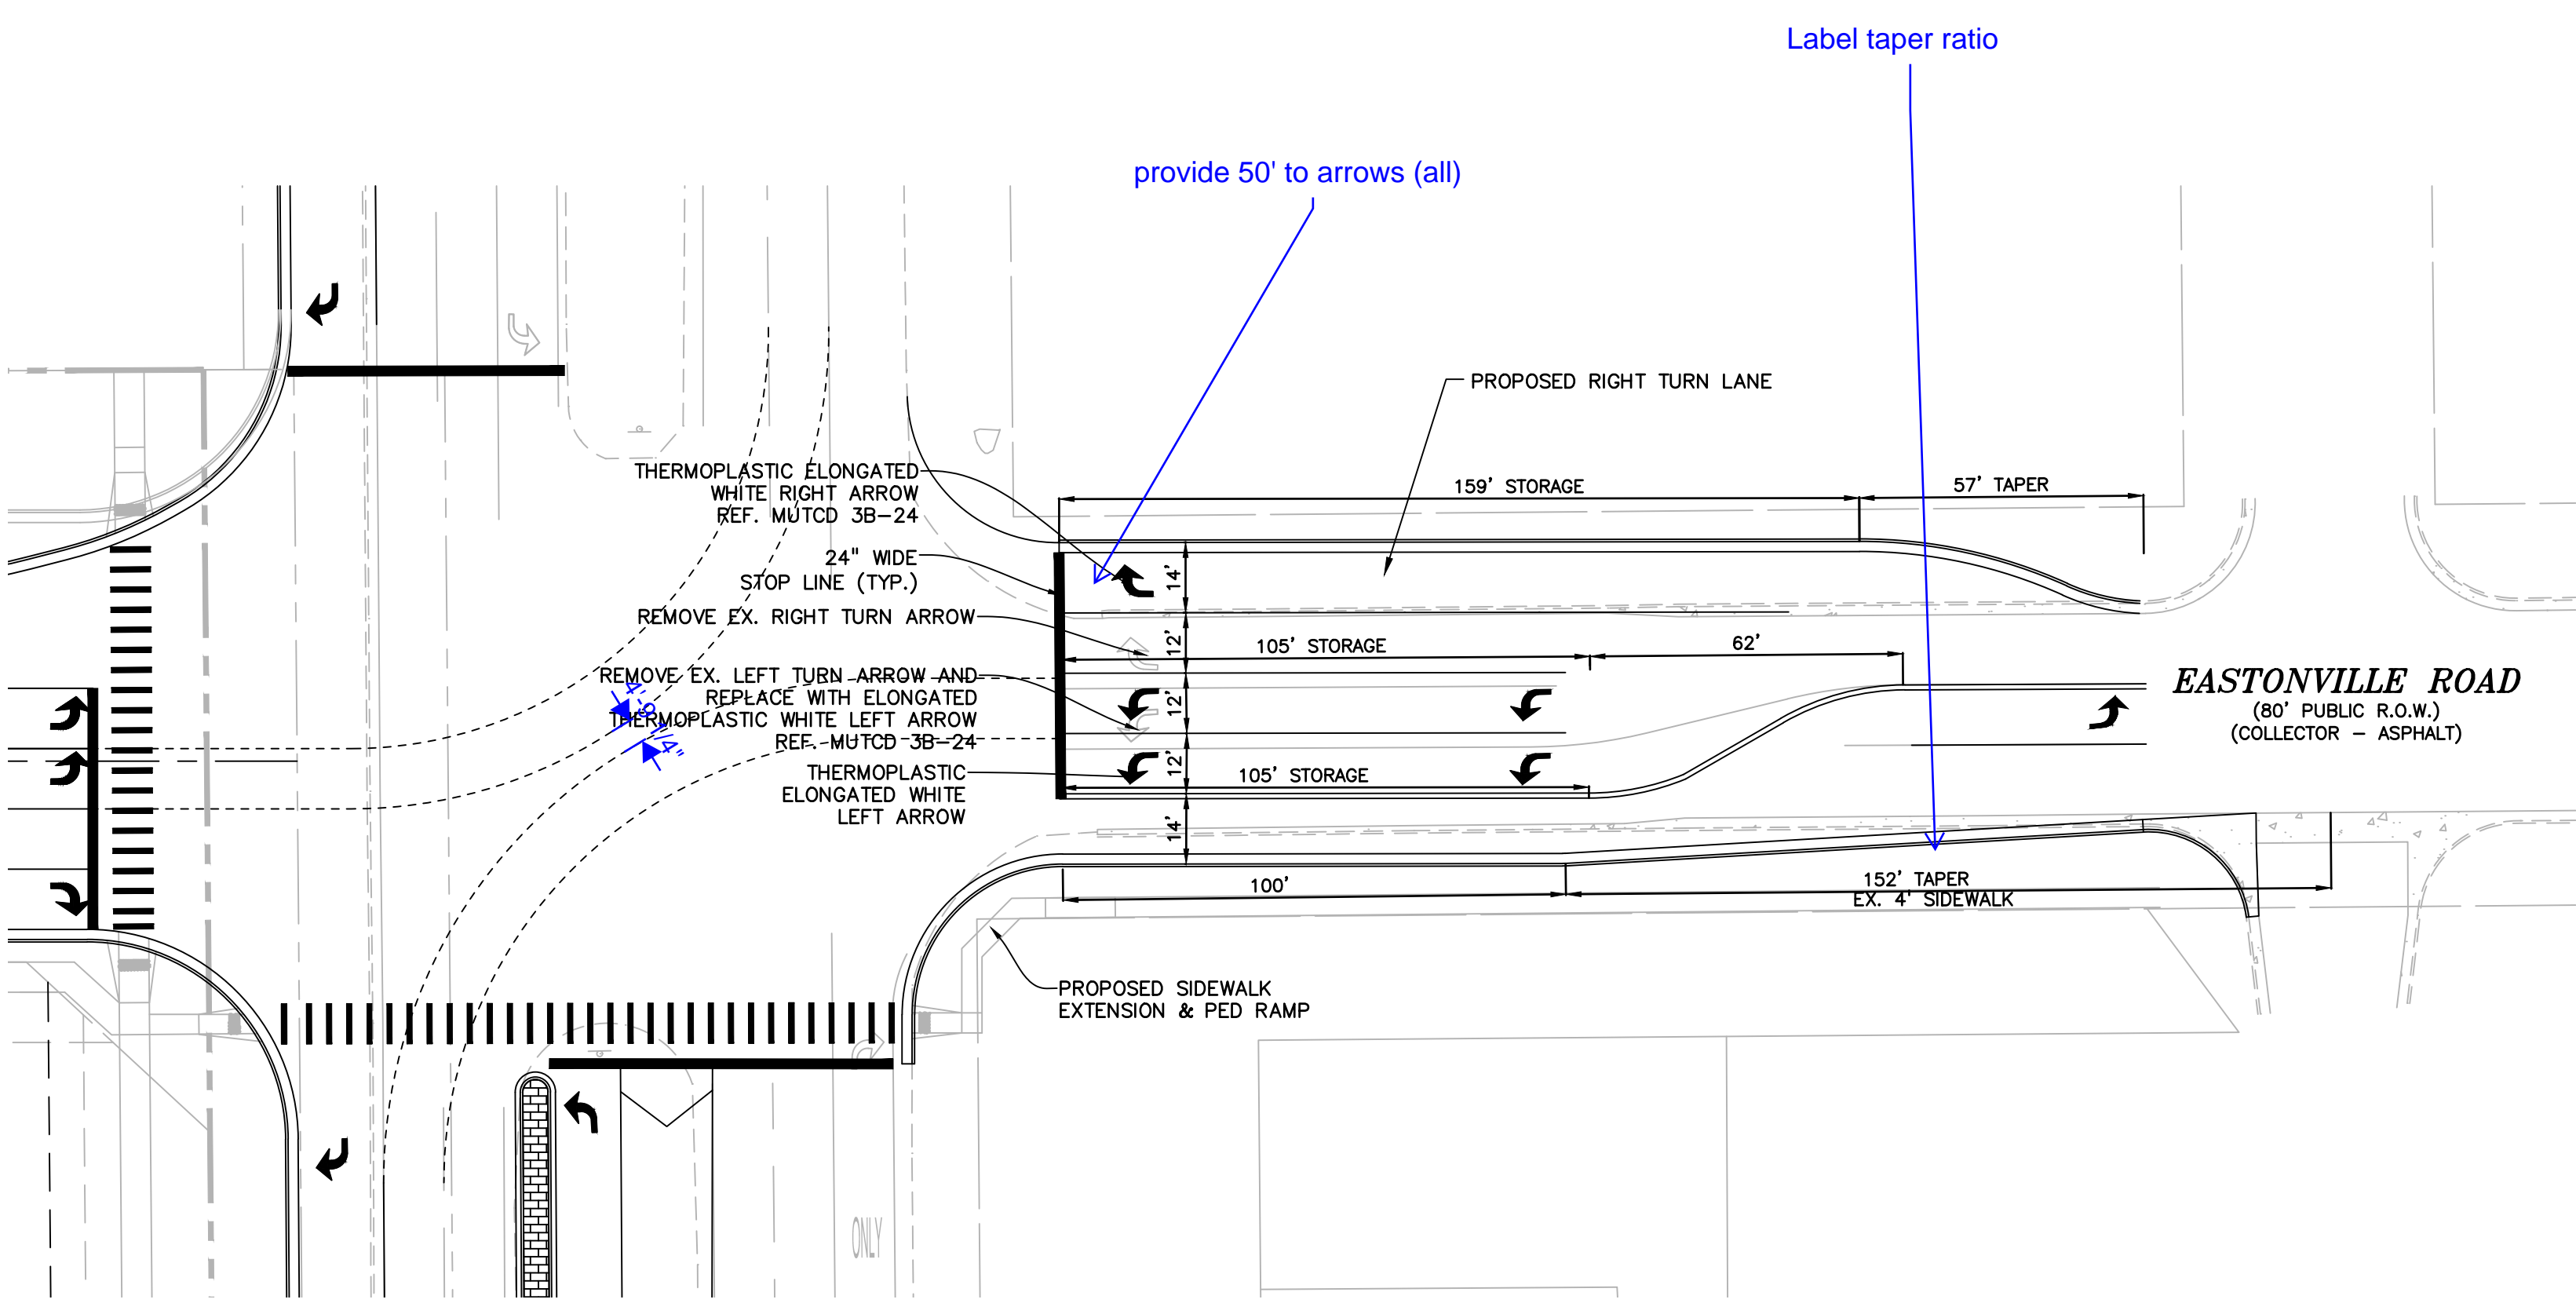 Label taper ratio
provide 50' to arrows (all)
PROPOSED RIGHT TURN LANE
THERMOPLASTIC ELONGATED
WHITE RIGHT ARROW
REF. MUTCD 3B-24
159' STORAGE
57' TAPER
24" WIDE
STOP LINE (TYP.)
14'
REMOVE EX. RIGHT TURN ARROW
12'
105' STORAGE
62'
REMOVE EX. LEFT TURN ARROW AND
REPLACE WITH ELONGATED
THERMOPLASTIC WHITE LEFT ARROW
REF. MUTCD 3B-24
12'
EASTONVILLE ROAD
(80' PUBLIC R.O.W.)
(COLLECTOR - ASPHALT)
THERMOPLASTIC
ELONGATED WHITE
LEFT ARROW
12'
105' STORAGE
14'
100'
152' TAPER
EX. 4' SIDEWALK
PROPOSED SIDEWALK
EXTENSION & PED RAMP
ONLY